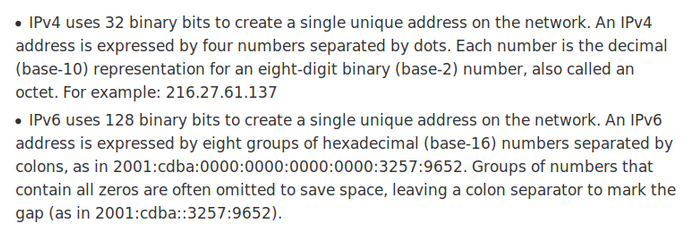 • IPv4 uses 32 binary bits to create a single unique address on the network. An IPv4
address is expressed by four numbers separated by dots. Each number is the decimal
(base-10) representation for an eight-digit binary (base-2) number, also called an
octet. For example: 216.27.61.137
• IPv6 uses 128 binary bits to create a single unique address on the network. An IPv6
address is expressed by eight groups of hexadecimal (base-16) numbers separated by
colons, as in 2001:cdba:0000:0000:0000:0000:3257:9652. Groups of numbers that
contain all zeros are often omitted to save space, leaving a colon separator to mark the
gap (as in 2001:cdba::3257:9652).